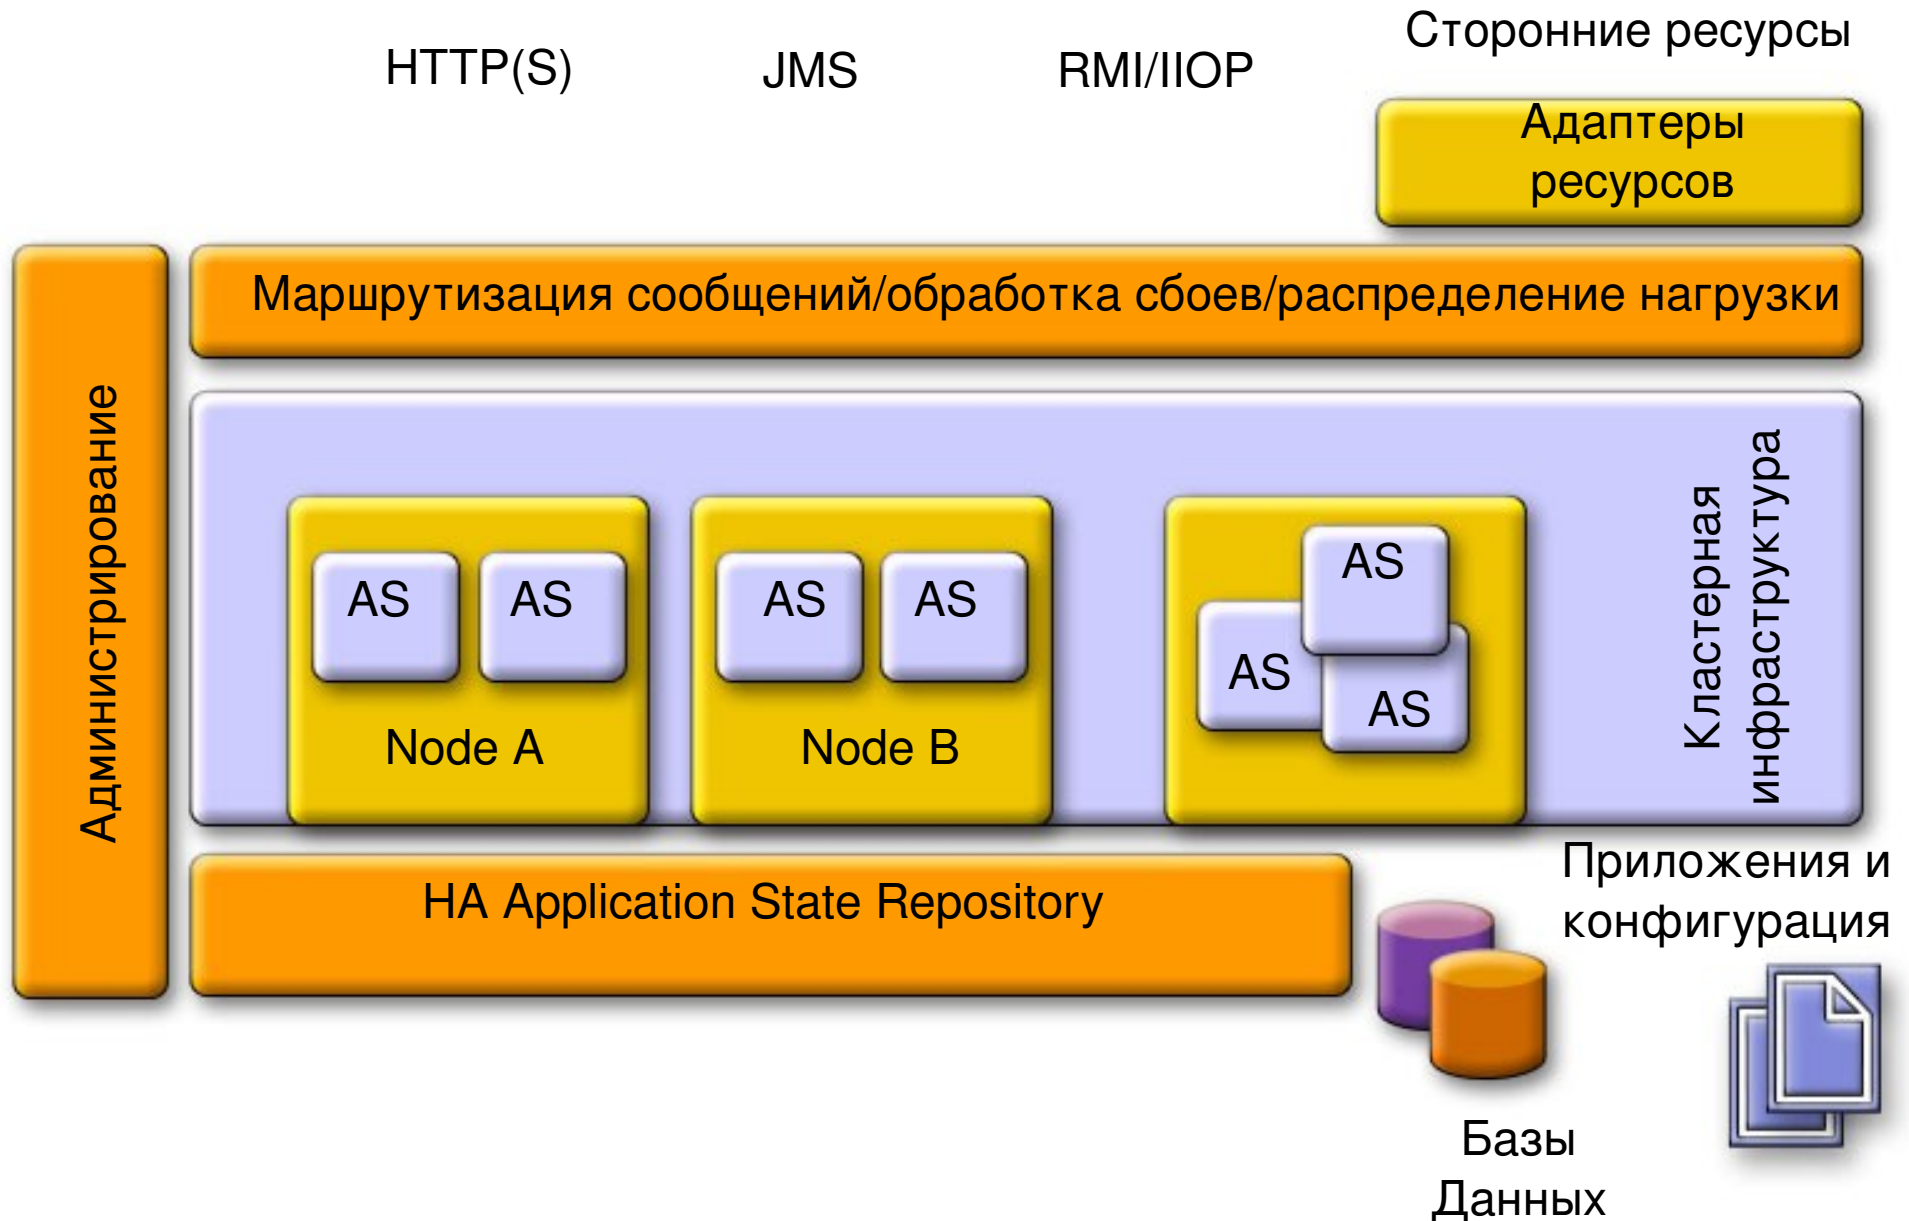 HTTP(S)
JMS
RMI/IIOP
Сторонние ресурсы
Адаптеры
ресурсов
Маршрутизация сообщений/обработка сбоев/распределение нагрузки
Администрирование
AS
AS
Node A
AS
AS
Node B
AS
AS
AS
Кластерная
инфраструктура
HA Application State Repository
Приложения и
конфигурация
Базы
Данных